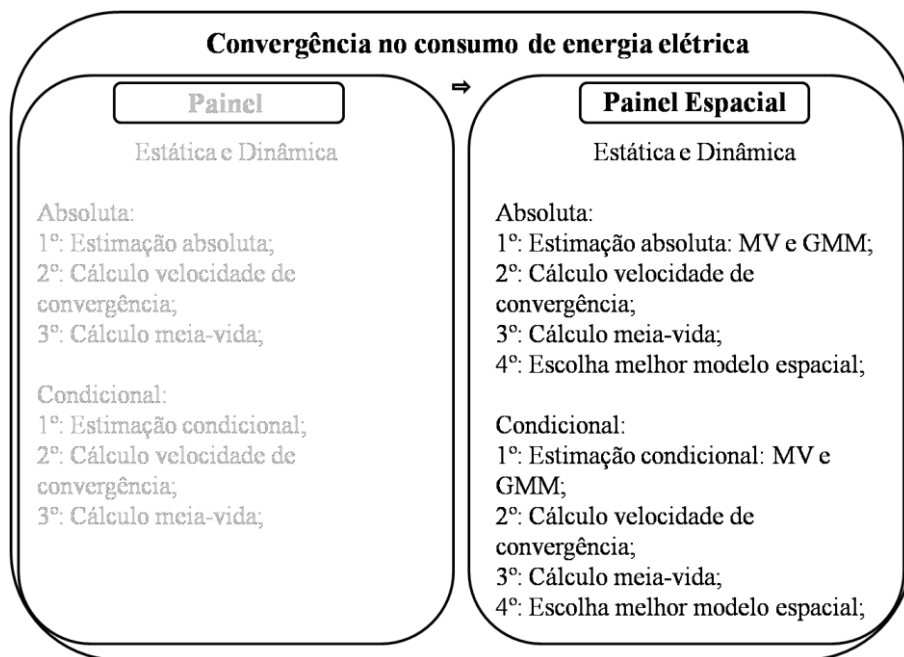 Convergência no consumo de energia elétrica
Painel
Estática e Dinâmica
Absoluta:
1º: Estimação absoluta;
2º: Cálculo velocidade de
convergência;
3º: Cálculo meia-vida;
Condicional:
1º: Estimação condicional;
2º: Cálculo velocidade de
convergência;
3º: Cálculo meia-vida;
⇨
Painel Espacial
Estática e Dinâmica
Absoluta:
1º: Estimação absoluta: MV e GMM;
2º: Cálculo velocidade de
convergência;
3º: Cálculo meia-vida;
4º: Escolha melhor modelo espacial;
Condicional:
1º: Estimação condicional: MV e
GMM;
2º: Cálculo velocidade de
convergência;
3º: Cálculo meia-vida;
4º: Escolha melhor modelo espacial;